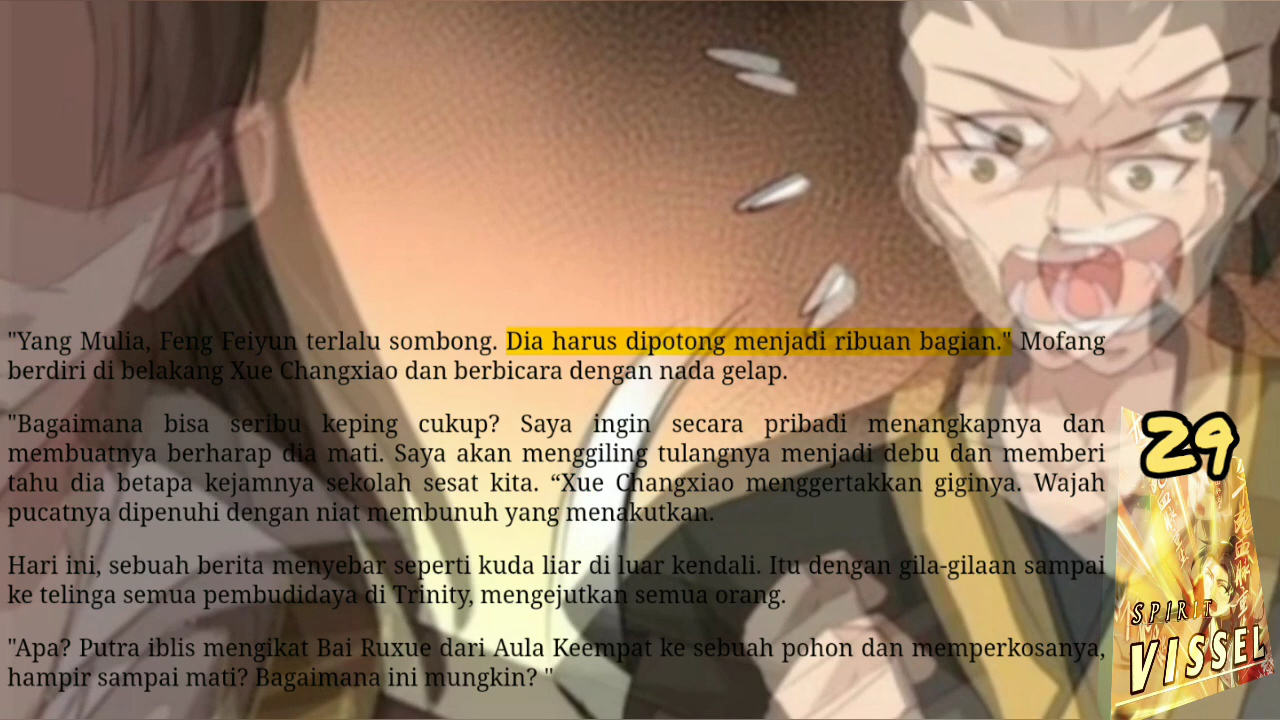 "Yang Mulia, Feng Feiyun terlalu sombong. Dia harus dipotong menjadi ribuan bagian." Mofang
berdiri di belakang Xue Changxiao dan berbicara dengan nada gelap.
"Bagaimana bisa seribu keping cukup? Saya ingin secara pribadi menangkapnya dan
membuatnya berharap dia mati. Saya akan menggiling tulangnya menjadi debu dan memberi
tahu dia betapa kejamnya sekolah sesat kita. “Xue Changxiao menggertakkan giginya. Wajah
pucatnya dipenuhi dengan niat membunuh yang menakutkan.
Hari ini, sebuah berita menyebar seperti kuda liar di luar kendali. Itu dengan gila-gilaan sampai
ke telinga semua pembudidaya di Trinity, mengejutkan semua orang.
"Apa? Putra iblis mengikat Bai Ruxue dari Aula Keempat ke sebuah pohon dan memperkosanya,
hampir sampai mati? Bagaimana ini mungkin? "
29
SPIRIT
VISSEL